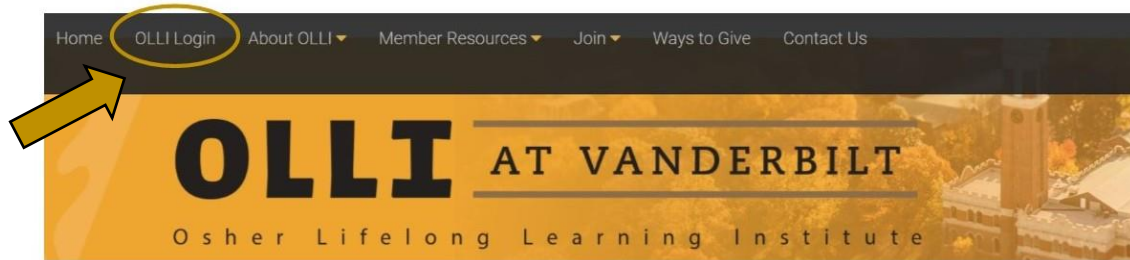 Home OLLI Login About OLLI Member Resources Join Ways to Give Contact Us
OLLI AT VANDERBILT
Osher Lifelong Learning Institute